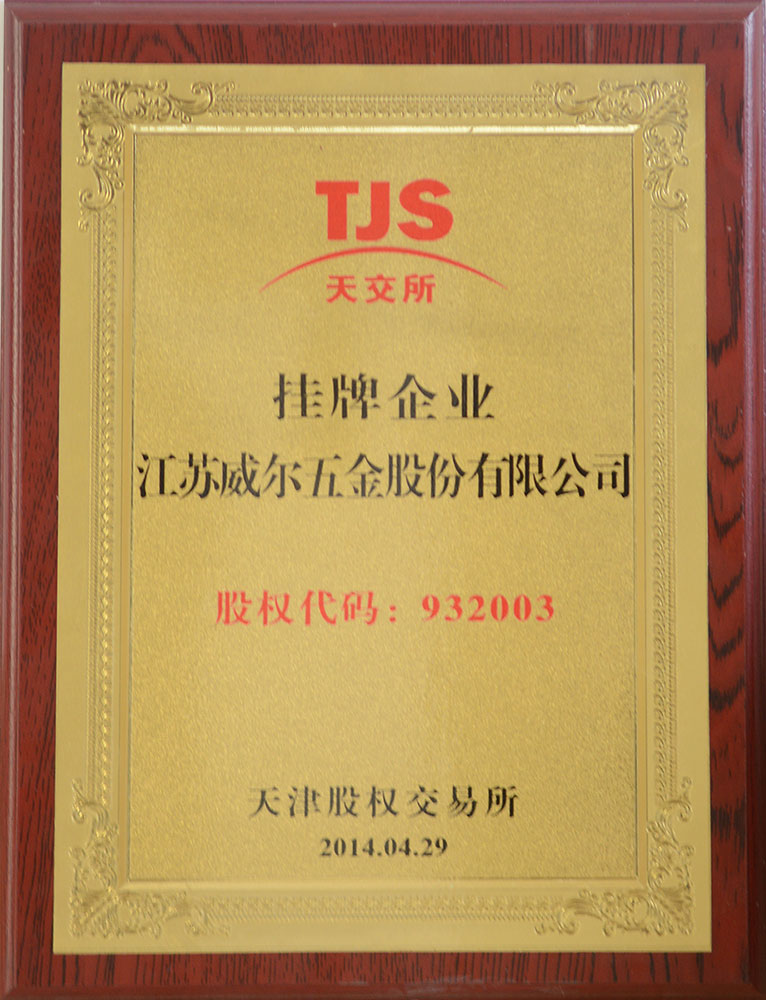 TJS
天交所
挂牌企业
江苏威尔五金股份有限公司
股权代码：932003
天津股权交易所
2014.04.29